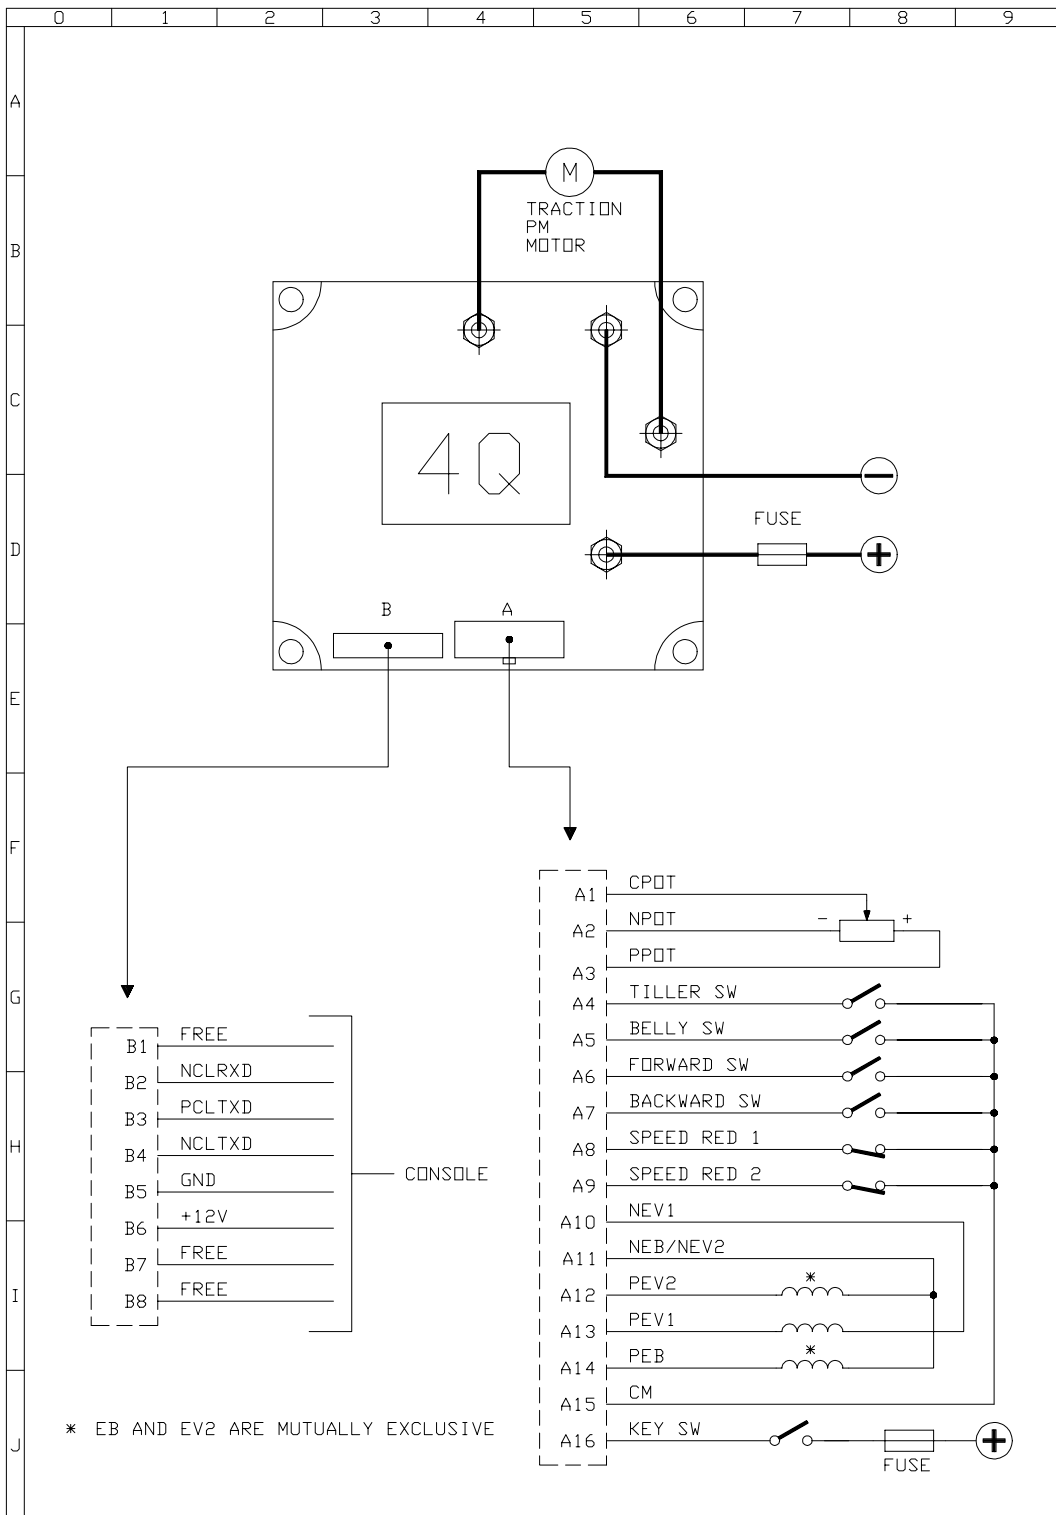 0 1 2 3 4 5 6 7 8 9
A
B
C
D
E
F
G
H
I
J
M
TRACTION
PM
MOTOR
4Q
−
FUSE
+
B A
A1 CPOT
A2 NPOT - +
A3 PPOT
A4 TILLER SW
A5 BELLY SW
A6 FORWARD SW
A7 BACKWARD SW
A8 SPEED RED 1
A9 SPEED RED 2
A10 NEV1
A11 NEB/NEV2
A12 PEV2 *
A13 PEV1
A14 PEB *
A15 CM
A16 KEY SW
FUSE
+
B1 FREE
B2 NCLRXD
B3 PCLTXD
B4 NCLTXD
B5 GND
B6 +12V
B7 FREE
B8 FREE
CONSOLE
* EB AND EV2 ARE MUTUALLY EXCLUSIVE